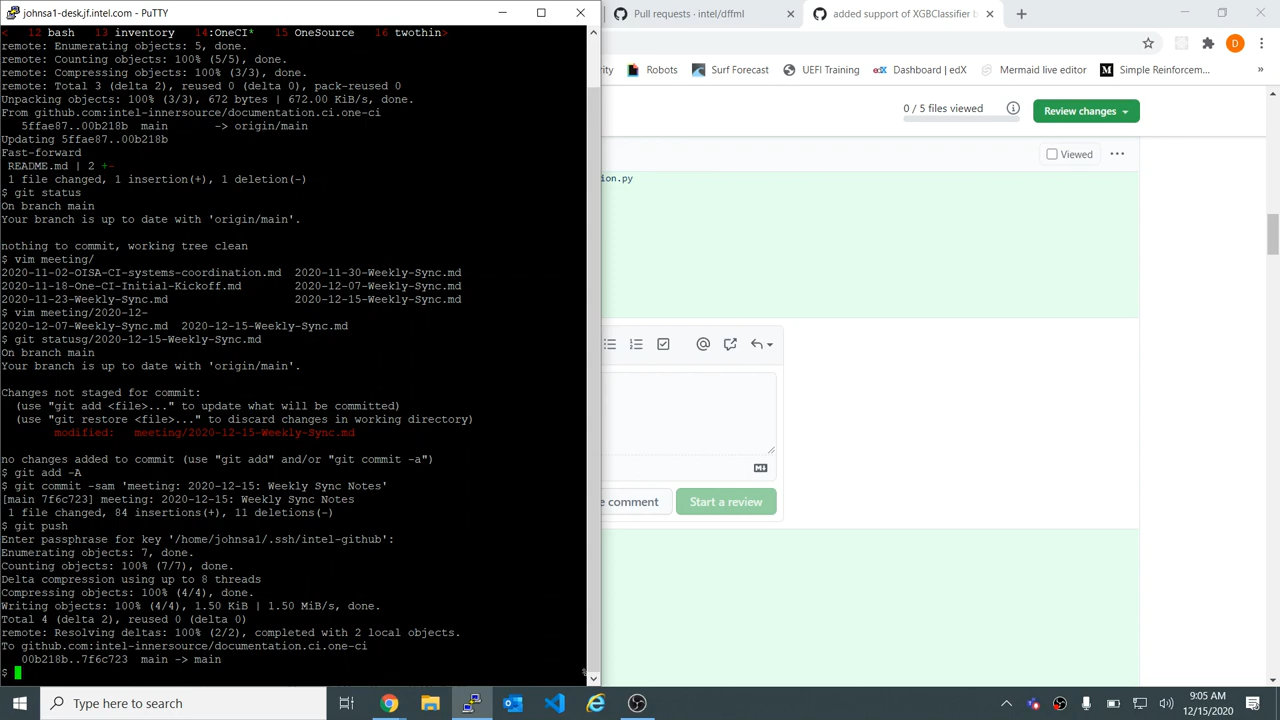 johnsa1-desk.jf.intel.com - PuTTY
Pull requests - intel/dffml
added support of XGBClassifier b
< 12 bash 13 inventory 14:OneCI* 15 OneSource 16 twothin>
remote: Enumerating objects: 5, done.
remote: Counting objects: 100% (5/5), done.
remote: Compressing objects: 100% (3/3), done.
remote: Total 3 (delta 2), reused 0 (delta 0), pack-reused 0
Unpacking objects: 100% (3/3), 672 bytes | 672.00 KiB/s, done.
From github.com:intel-innersource/documentation.ci.one-ci
5ffae87..00b218b main -> origin/main
Updating 5ffae87..00b218b
Fast-forward
README.md | 2 +-
1 file changed, 1 insertion(+), 1 deletion(-)
$ git status
On branch main
Your branch is up to date with 'origin/main'.
nothing to commit, working tree clean
$ vim meeting/
2020-11-02-OISA-CI-systems-coordination.md 2020-11-30-Weekly-Sync.md
2020-11-18-One-CI-Initial-Kickoff.md 2020-12-07-Weekly-Sync.md
2020-11-23-Weekly-Sync.md 2020-12-15-Weekly-Sync.md
$ vim meeting/2020-12-
2020-12-07-Weekly-Sync.md 2020-12-15-Weekly-Sync.md
$ git statusg/2020-12-15-Weekly-Sync.md
On branch main
Your branch is up to date with 'origin/main'.
Changes not staged for commit:
(use "git add <file>..." to update what will be committed)
(use "git restore <file>..." to discard changes in working directory)
modified: meeting/2020-12-15-Weekly-Sync.md
no changes added to commit (use "git add" and/or "git commit -a")
$ git add -A
$ git commit -sam 'meeting: 2020-12-15: Weekly Sync Notes'
[main 7f6c723] meeting: 2020-12-15: Weekly Sync Notes
1 file changed, 84 insertions(+), 11 deletions(-)
$ git push
Enter passphrase for key '/home/johnsa1/.ssh/intel-github':
Enumerating objects: 7, done.
Counting objects: 100% (7/7), done.
Delta compression using up to 8 threads
Compressing objects: 100% (4/4), done.
Writing objects: 100% (4/4), 1.50 KiB | 1.50 MiB/s, done.
Total 4 (delta 2), reused 0 (delta 0)
remote: Resolving deltas: 100% (2/2), completed with 2 local objects.
To github.com:intel-innersource/documentation.ci.one-ci
00b218b..7f6c723 main -> main
$
%
D
rity Robots Surf Forecast UEFI Training Dashboard | edX Mermaid live editor Simple Reinforcem... »
0 / 5 files viewed
Review changes
Viewed
ion.py
e comment
Start a review
Type here to search
9:05 AM
12/15/2020